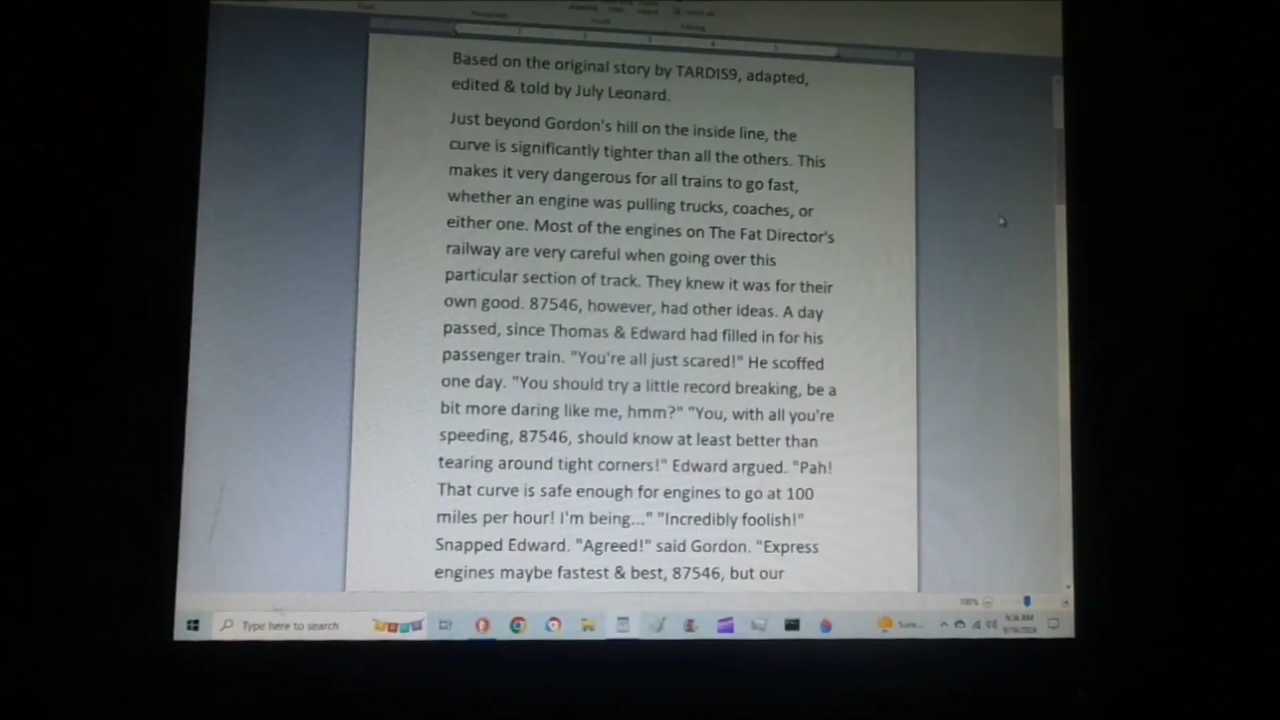 Based on the original story by TARDIS9, adapted,
edited & told by July Leonard.
Just beyond Gordon's hill on the inside line, the
curve is significantly tighter than all the others. This
makes it very dangerous for all trains to go fast,
whether an engine was pulling trucks, coaches, or
either one. Most of the engines on The Fat Director's
railway are very careful when going over this
particular section of track. They knew it was for their
own good. 87546, however, had other ideas. A day
passed, since Thomas & Edward had filled in for his
passenger train. "You're all just scared!" He scoffed
one day. "You should try a little record breaking, be a
bit more daring like me, hmm?" "You, with all you're
speeding, 87546, should know at least better than
tearing around tight corners!" Edward argued. "Pah!
That curve is safe enough for engines to go at 100
miles per hour! I'm being..." "Incredibly foolish!"
Snapped Edward. "Agreed!" said Gordon. "Express
engines maybe fastest & best, 87546, but our
100%
Type here to search